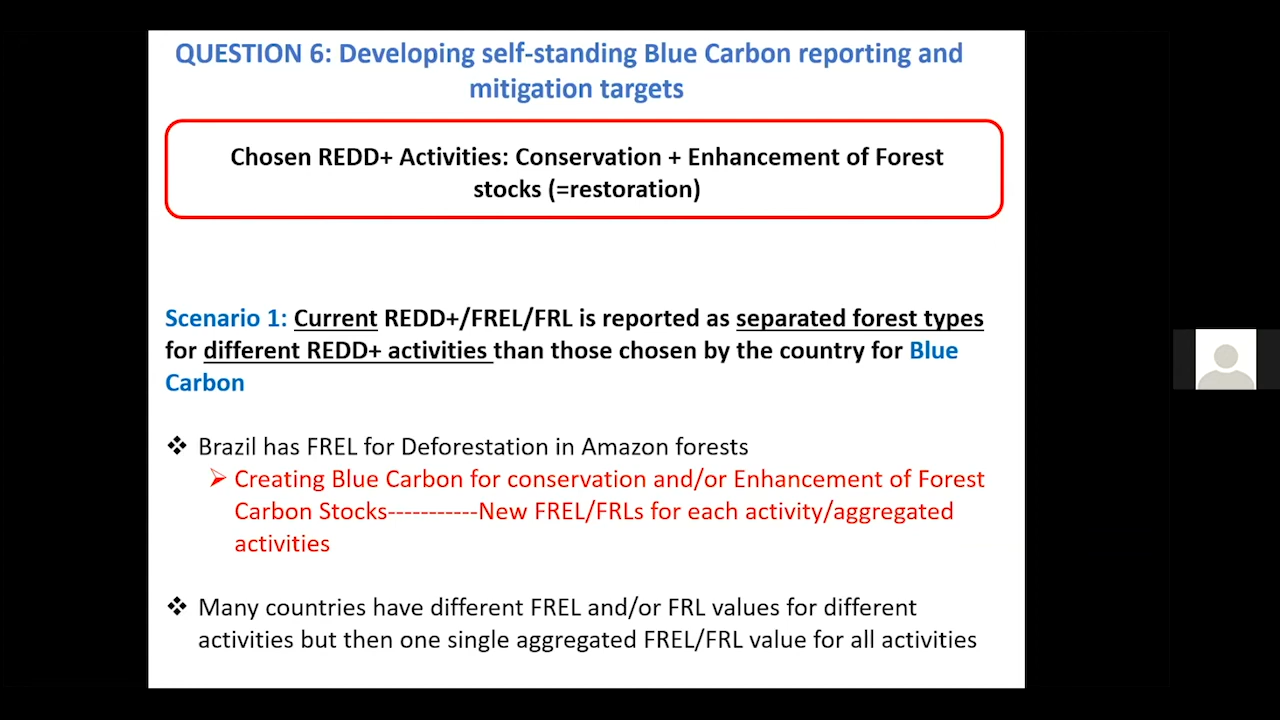 QUESTION 6: Developing self-standing Blue Carbon reporting and
mitigation targets
Chosen REDD+ Activities: Conservation + Enhancement of Forest
stocks (=restoration)
Scenario 1: Current REDD+/FREL/FRL is reported as separated forest types
for different REDD+ activities than those chosen by the country for Blue
Carbon
❖ Brazil has FREL for Deforestation in Amazon forests
➢ Creating Blue Carbon for conservation and/or Enhancement of Forest
Carbon Stocks-----------New FREL/FRLs for each activity/aggregated
activities
❖ Many countries have different FREL and/or FRL values for different
activities but then one single aggregated FREL/FRL value for all activities